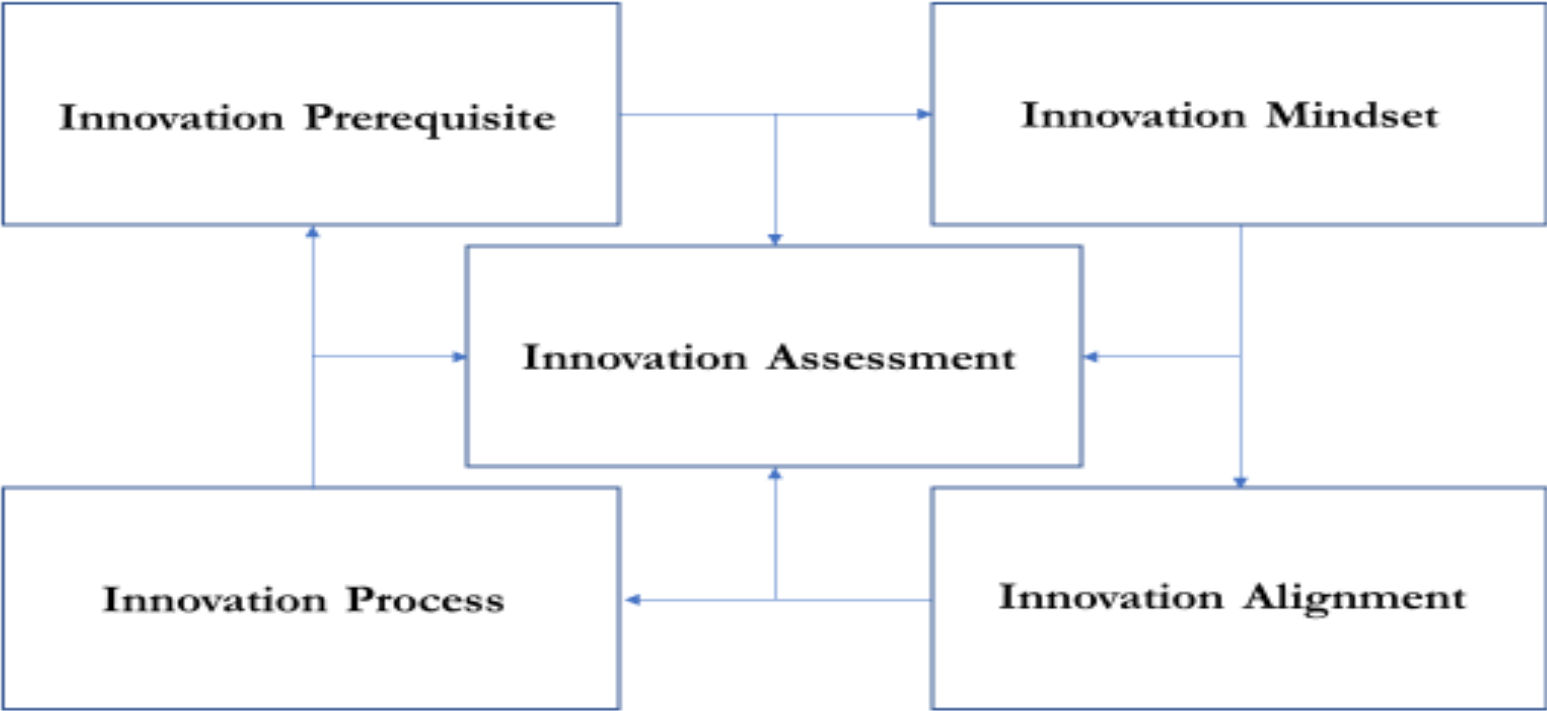 Innovation Prerequisite
Innovation Mindset
Innovation Assessment
Innovation Process
Innovation Alignment